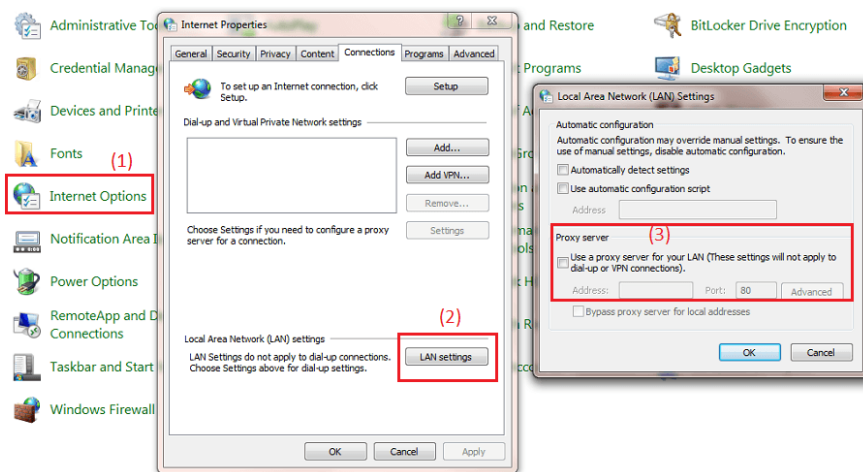 Administrative Too
Credential Manage
Devices and Printe
Fonts
(1)
Internet Options
Notification Area I
Power Options
RemoteApp and D
Connections
Taskbar and Start
Windows Firewall
Internet Properties
General Security Privacy Content Connections Programs Advanced
To set up an Internet connection, click
Setup.
Setup
Dial-up and Virtual Private Network settings
Add...
Add VPN...
Remove...
Choose Settings if you need to configure a proxy
server for a connection.
Settings
(2)
Local Area Network (LAN) settings
LAN Settings do not apply to dial-up connections.
Choose Settings above for dial-up settings.
LAN settings
OK Cancel Apply
and Restore
BitLocker Drive Encryption
Programs
Desktop Gadgets
Local Area Network (LAN) Settings
Automatic configuration
Automatic configuration may override manual settings. To ensure the
use of manual settings, disable automatic configuration.
Automatically detect settings
Use automatic configuration script
Address
(3)
Proxy server
Use a proxy server for your LAN (These settings will not apply to
dial-up or VPN connections).
Address: Port: 80 Advanced
Bypass proxy server for local addresses
OK Cancel